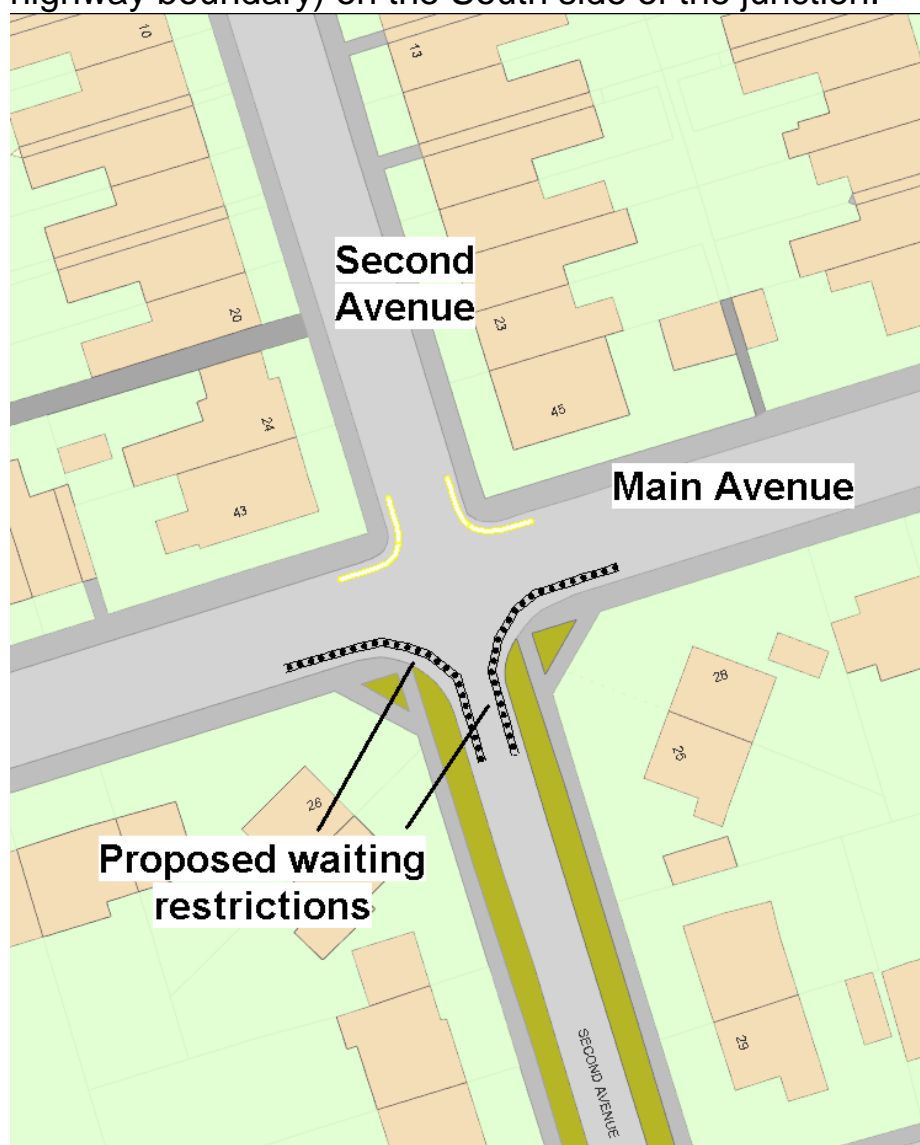 highway boundary) on the South side of the junction.
10
13
Second
Avenue
20
23
45
24
43
Main Avenue
28
25
26
Proposed waiting
restrictions
29
SECOND AVENUE